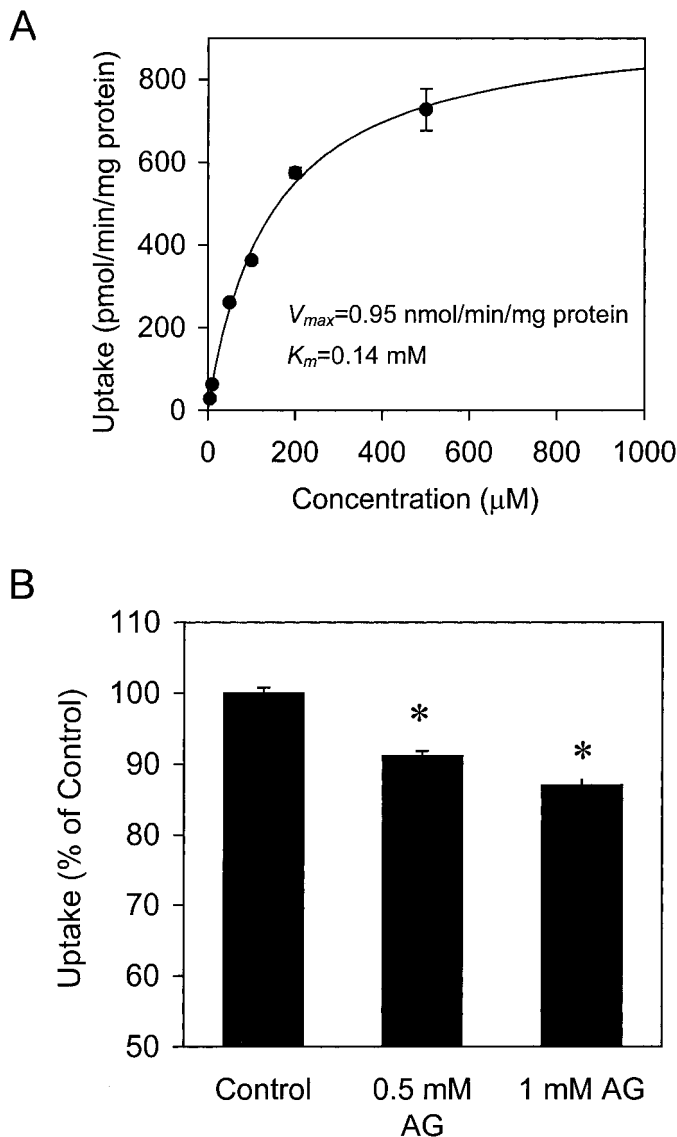 A
Uptake (pmol/min/mg protein)
800
600
400
200
0
Vmax=0.95 nmol/min/mg protein
Km=0.14 mM
0 200 400 600 800 1000
Concentration (μM)
B
Uptake (% of Control)
110
100
90
80
70
60
50
*
*
Control 0.5 mM 1 mM AG
AG